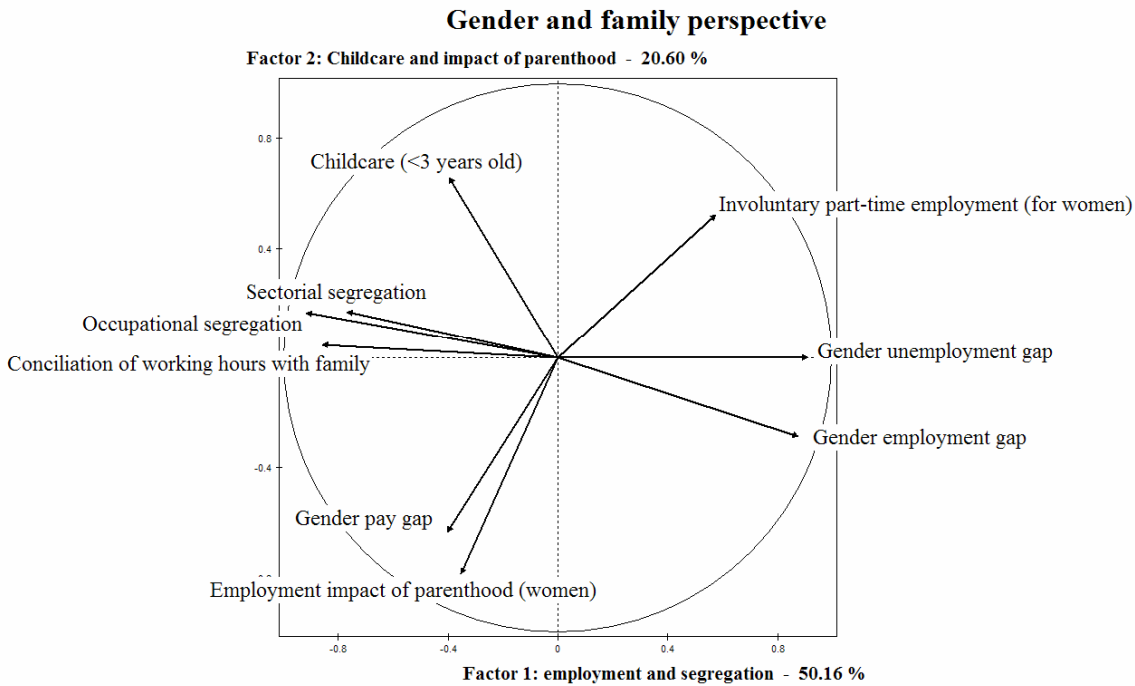 Gender and family perspective
Factor 2: Childcare and impact of parenthood - 20.60 %
0.8
Childcare (<3 years old)
Involuntary part-time employment (for women)
0.4
Sectorial segregation
Occupational segregation
Conciliation of working hours with family
Gender unemployment gap
Gender employment gap
-0.4
Gender pay gap
Employment impact of parenthood (women)
-0.8 -0.4 0 0.4 0.8
Factor 1: employment and segregation - 50.16 %